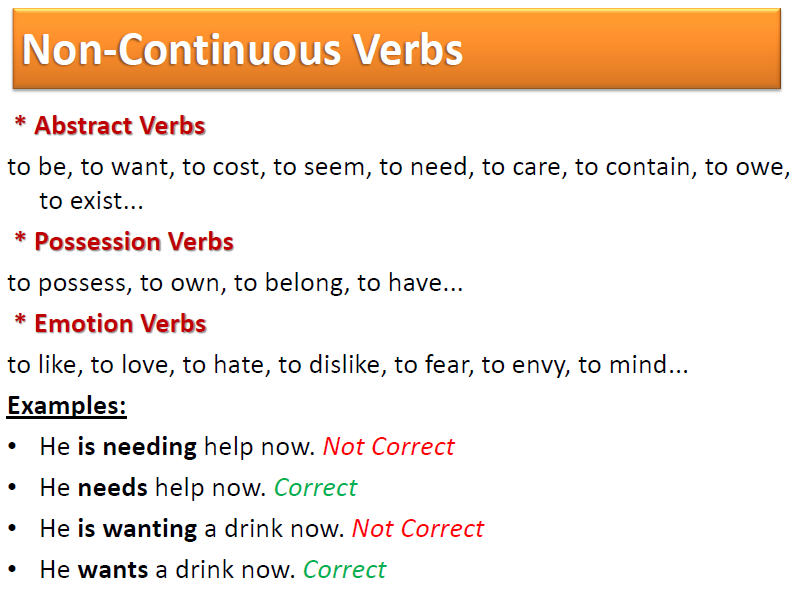 Non-Continuous Verbs
* Abstract Verbs
to be, to want, to cost, to seem, to need, to care, to contain, to owe,
to exist...
* Possession Verbs
to possess, to own, to belong, to have...
* Emotion Verbs
to like, to love, to hate, to dislike, to fear, to envy, to mind...
Examples:
• He is needing help now. Not Correct
• He needs help now. Correct
• He is wanting a drink now. Not Correct
• He wants a drink now. Correct